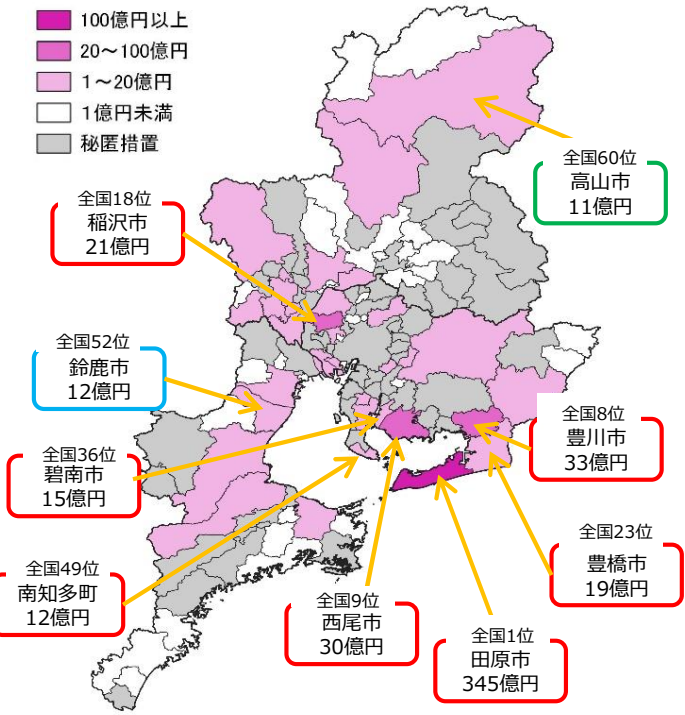 100億円以上
20～100億円
1～20億円
1億円未満
秘匿措置
全国60位
高山市
11億円
全国18位
稲沢市
21億円
全国52位
鈴鹿市
12億円
全国8位
豊川市
33億円
全国36位
碧南市
15億円
全国23位
豊橋市
19億円
全国49位
南知多町
12億円
全国9位
西尾市
30億円
全国1位
田原市
345億円